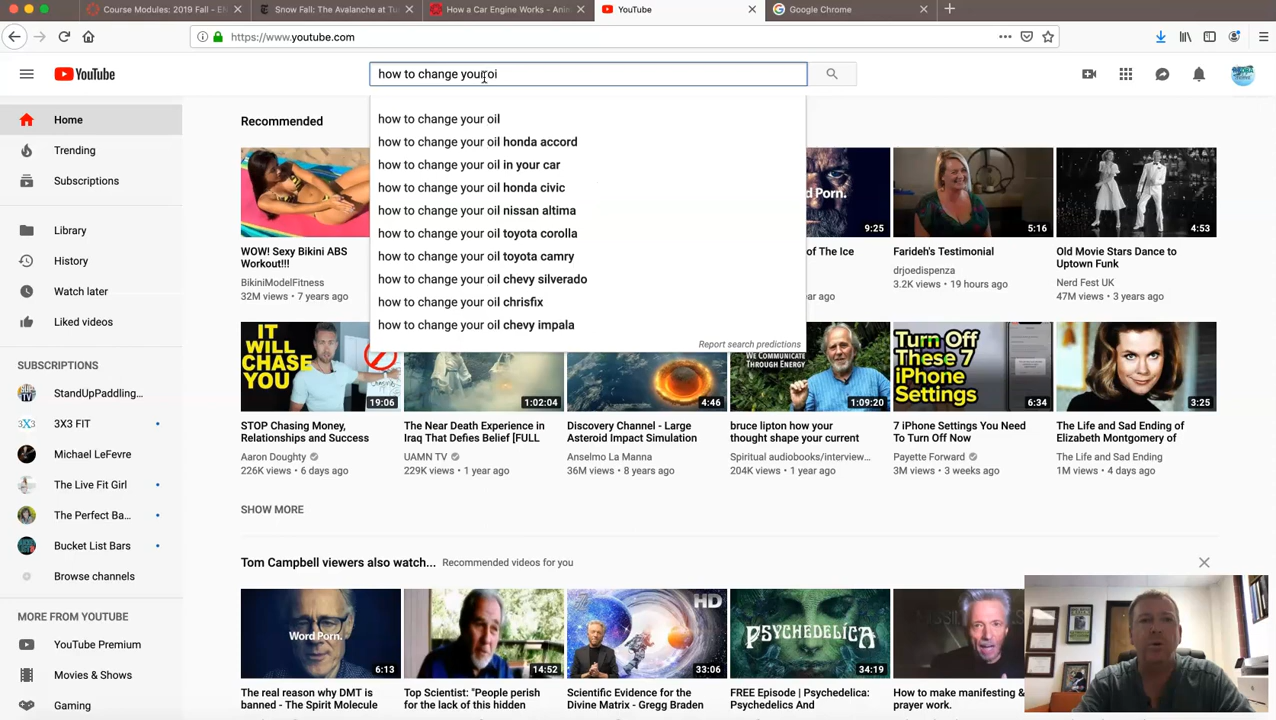 Course Modules: 2019 Fall - EN
Snow Fall: The Avalanche at Tu
How a Car Engine Works - Anin
YouTube
Google Chrome
https://www.youtube.com
YouTube
how to change your oi
how to change your oil
how to change your oil honda accord
how to change your oil in your car
how to change your oil honda civic
how to change your oil nissan altima
how to change your oil toyota corolla
how to change your oil toyota camry
how to change your oil chevy silverado
how to change your oil chrisfix
how to change your oil chevy impala
Report search predictions
Home
Trending
Subscriptions
Library
History
Watch later
Liked videos
SUBSCRIPTIONS
StandUpPaddling...
3X3 FIT
Michael LeFevre
The Live Fit Girl
The Perfect Ba...
Bucket List Bars
Browse channels
MORE FROM YOUTUBE
YouTube Premium
Movies & Shows
Gaming
Recommended
Porn.
9:25
5:16
4:53
WOW! Sexy Bikini ABS
Workout!!!
BikiniModelFitness
32M views • 7 years ago
of The Ice
ear ago
Farideh's Testimonial
drjoedispenza
3.2K views • 19 hours ago
Old Movie Stars Dance to
Uptown Funk
Nerd Fest UK
47M views • 3 years ago
IT
WILL
CHASE
YOU
19:06
1:02:04
4:46
WE COMMUNICATE
THROUGH ENERGY
1:09:20
Turn Off
These 7
iPhone
Settings
6:34
3:25
STOP Chasing Money,
Relationships and Success
Aaron Doughty
226K views • 6 days ago
The Near Death Experience in
Iraq That Defies Belief [FULL
UAMN TV
229K views • 1 year ago
Discovery Channel - Large
Asteroid Impact Simulation
Anselmo La Manna
36M views • 8 years ago
bruce lipton how your
thought shape your current
Spiritual audiobooks/interview...
204K views • 1 year ago
7 iPhone Settings You Need
To Turn Off Now
Payette Forward
3M views • 3 weeks ago
The Life and Sad Ending of
Elizabeth Montgomery of
The Life and Sad Ending
1M views • 4 days ago
SHOW MORE
Tom Campbell viewers also watch... Recommended videos for you
Word Porn.
6:13
14:52
HD
33:06
PSYCHEDELICA
34:19
The real reason why DMT is
banned - The Spirit Molecule
Top Scientist: "People perish
for the lack of this hidden
Scientific Evidence for the
Divine Matrix - Gregg Braden
FREE Episode | Psychedelica:
Psychedelics And
How to make manifesting &
prayer work.